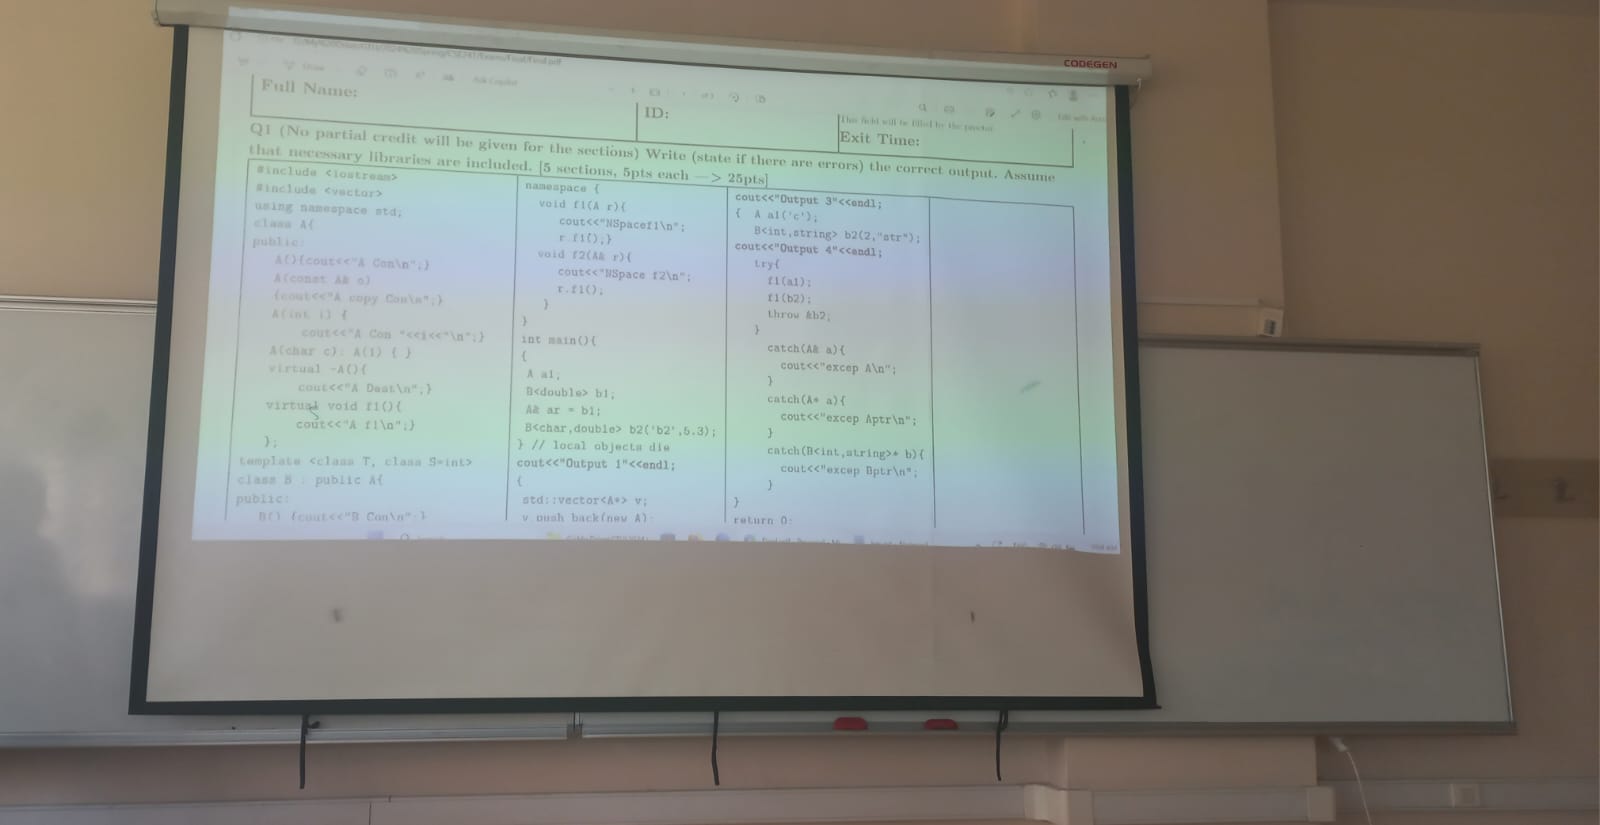 CODEGEN
Full Name:
ID:
This field will be filled by the proctor
Exit Time:
Q1 (No partial credit will be given for the sections) Write (state if there are errors) the correct output. Assume
that necessary libraries are included. [5 sections, 5pts each —> 25pts]
#include <iostream>
#include <vector>
using namespace std;
class A{
public:
A(){cout<<"A Con\n";}
A(const A& o)
{cout<<"A copy Con\n";}
A(int i) {
cout<<"A Con "<<i<<"\n";}
A(char c): A(1) { }
virtual ~A(){
cout<<"A Dest\n";}
virtual void f1(){
cout<<"A f1\n";}
};
template <class T, class S=int>
class B : public A{
public:
B() {cout<<"B Con\n";}
namespace {
void f1(A r){
cout<<"NSpacef1\n";
r.f1();}
void f2(A& r){
cout<<"NSpace f2\n";
r.f1();
}
}
int main(){
{
A a1;
B<double> b1;
A& ar = b1;
B<char,double> b2('b2',5.3);
} // local objects die
cout<<"Output 1"<<endl;
{
std::vector<A*> v;
v.push_back(new A);
cout<<"Output 3"<<endl;
{ A a1('c');
B<int,string> b2(2,"str");
cout<<"Output 4"<<endl;
try{
f1(a1);
f1(b2);
throw &b2;
}
catch(A& a){
cout<<"excep A\n";
}
catch(A* a){
cout<<"excep Aptr\n";
}
catch(B<int,string>* b){
cout<<"excep Bptr\n";
}
}
return 0;